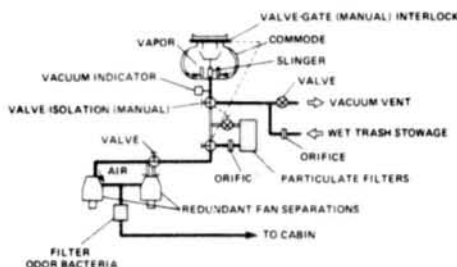 VALVE-GATE (MANUAL) INTERLOCK
VAPOR
COMMODE
SLINGER
VACUUM INDICATOR
VALVE
VALVE ISOLATION (MANUAL)
VACUUM VENT
WET TRASH STOWAGE
VALVE
ORIFICE
AIR
ORIFIC
PARTICULATE FILTERS
REDUNDANT FAN SEPARATIONS
TO CABIN
FILTER
ODOR BACTERIA